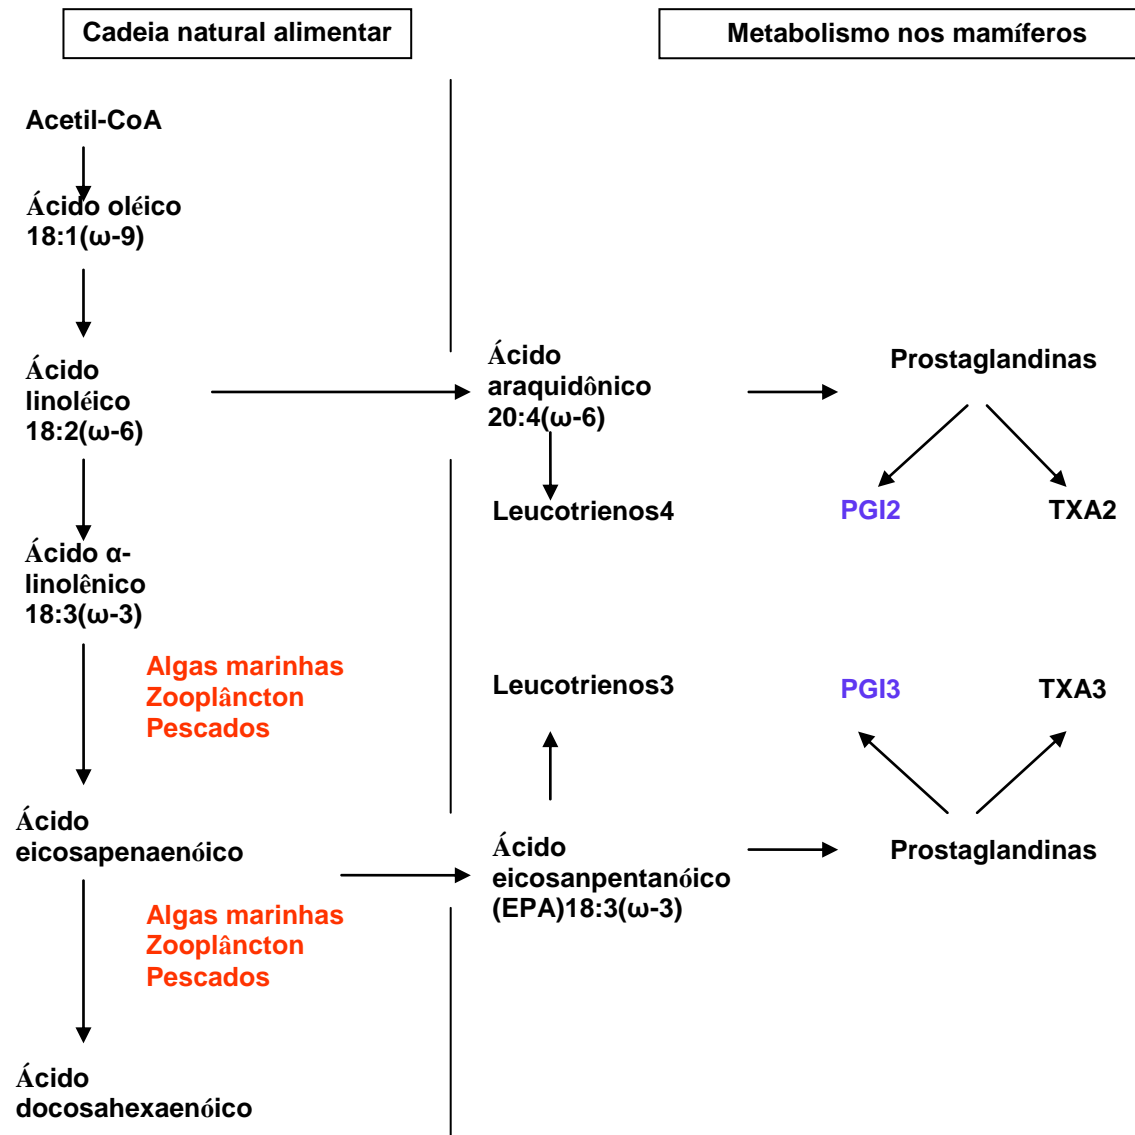 Cadeia natural alimentar
Metabolismo nos mamíferos
Acetil-CoA
Ácido oléico
18:1(ω-9)
Ácido
linoléico
18:2(ω-6)
Ácido
araquidônico
20:4(ω-6)
Prostaglandinas
Leucotrienos4
PGI2
TXA2
Ácido α-
linolênico
18:3(ω-3)
Algas marinhas
Zooplâncton
Pescados
Leucotrienos3
PGI3
TXA3
Ácido
eicosapenaenóico
Ácido
eicosanpentanóico
(EPA)18:3(ω-3)
Prostaglandinas
Algas marinhas
Zooplâncton
Pescados
Ácido
docosahexaenóico